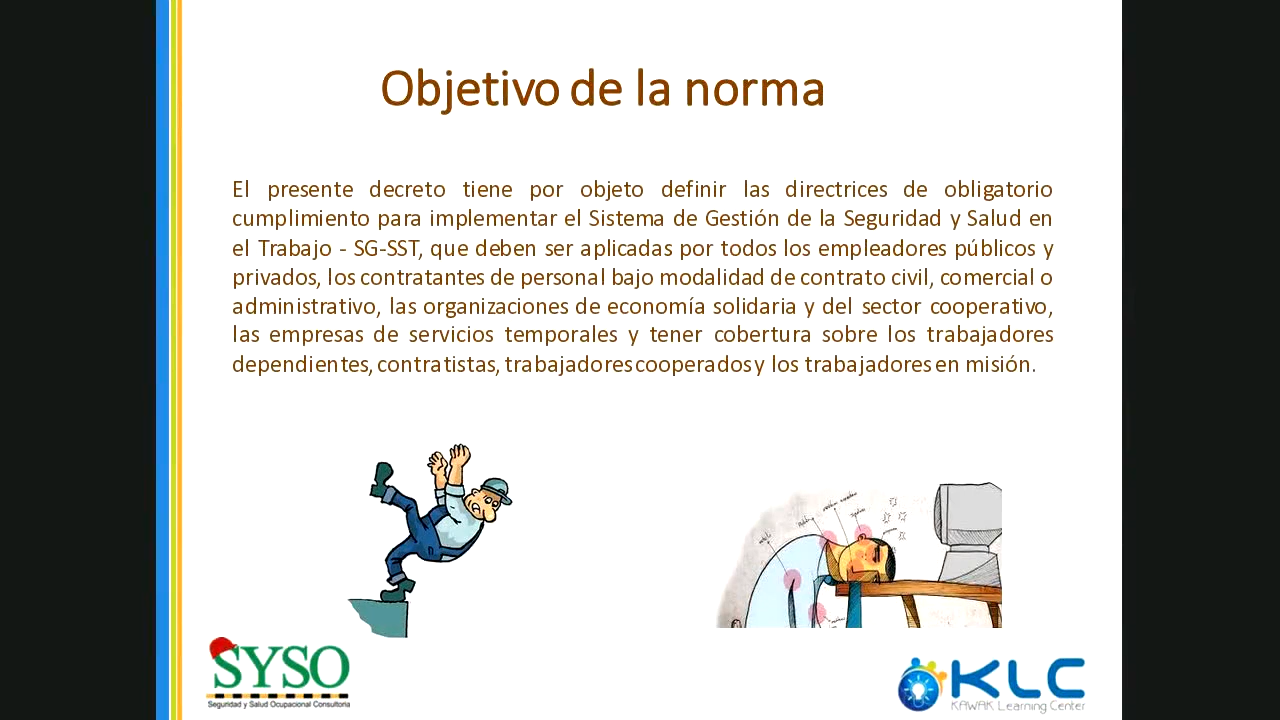 Objetivo de la norma
El presente decreto tiene por objeto definir las directrices de obligatorio
cumplimiento para implementar el Sistema de Gestión de la Seguridad y Salud en
el Trabajo - SG-SST, que deben ser aplicadas por todos los empleadores públicos y
privados, los contratantes de personal bajo modalidad de contrato civil, comercial o
administrativo, las organizaciones de economía solidaria y del sector cooperativo,
las empresas de servicios temporales y tener cobertura sobre los trabajadores
dependientes, contratistas, trabajadores cooperados y los trabajadores en misión.
SYSO
Seguridad y Salud Ocupacional Consultoria
KLC
KAWAK Learning Center